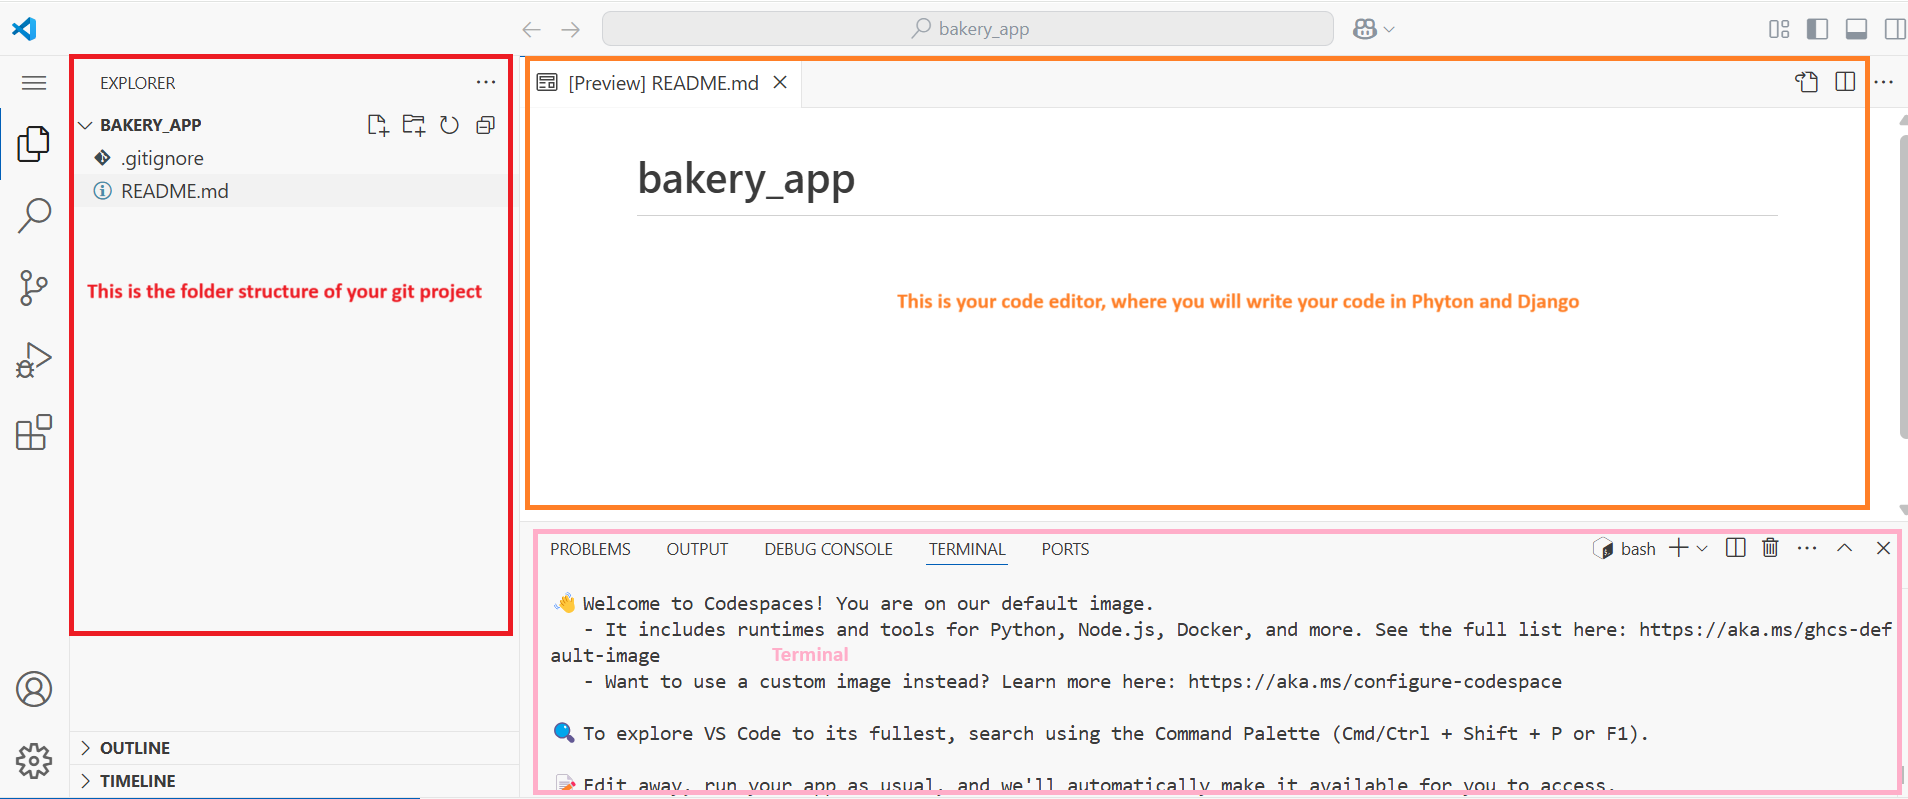 bakery_app
EXPLORER
BAKERY_APP
.gitignore
README.md
This is the folder structure of your git project
OUTLINE
TIMELINE
[Preview] README.md
bakery_app
This is your code editor, where you will write your code in Phyton and Django
PROBLEMS OUTPUT DEBUG CONSOLE TERMINAL PORTS bash
👋 Welcome to Codespaces! You are on our default image.
- It includes runtimes and tools for Python, Node.js, Docker, and more. See the full list here: https://aka.ms/ghcs-def
ault-image
Terminal
- Want to use a custom image instead? Learn more here: https://aka.ms/configure-codespace
🔍 To explore VS Code to its fullest, search using the Command Palette (Cmd/Ctrl + Shift + P or F1).
📝 Edit away, run your app as usual, and we'll automatically make it available for you to access.